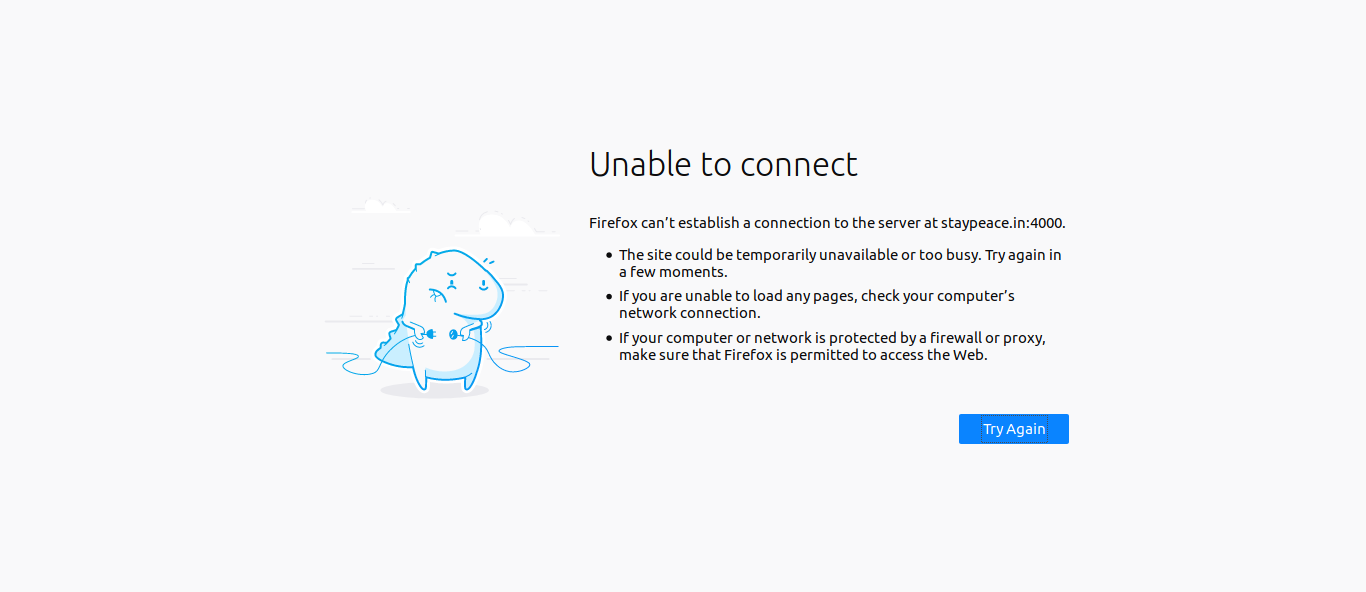 Unable to connect
Firefox can’t establish a connection to the server at staypeace.in:4000.
• The site could be temporarily unavailable or too busy. Try again in
a few moments.
• If you are unable to load any pages, check your computer’s
network connection.
• If your computer or network is protected by a firewall or proxy,
make sure that Firefox is permitted to access the Web.
Try Again